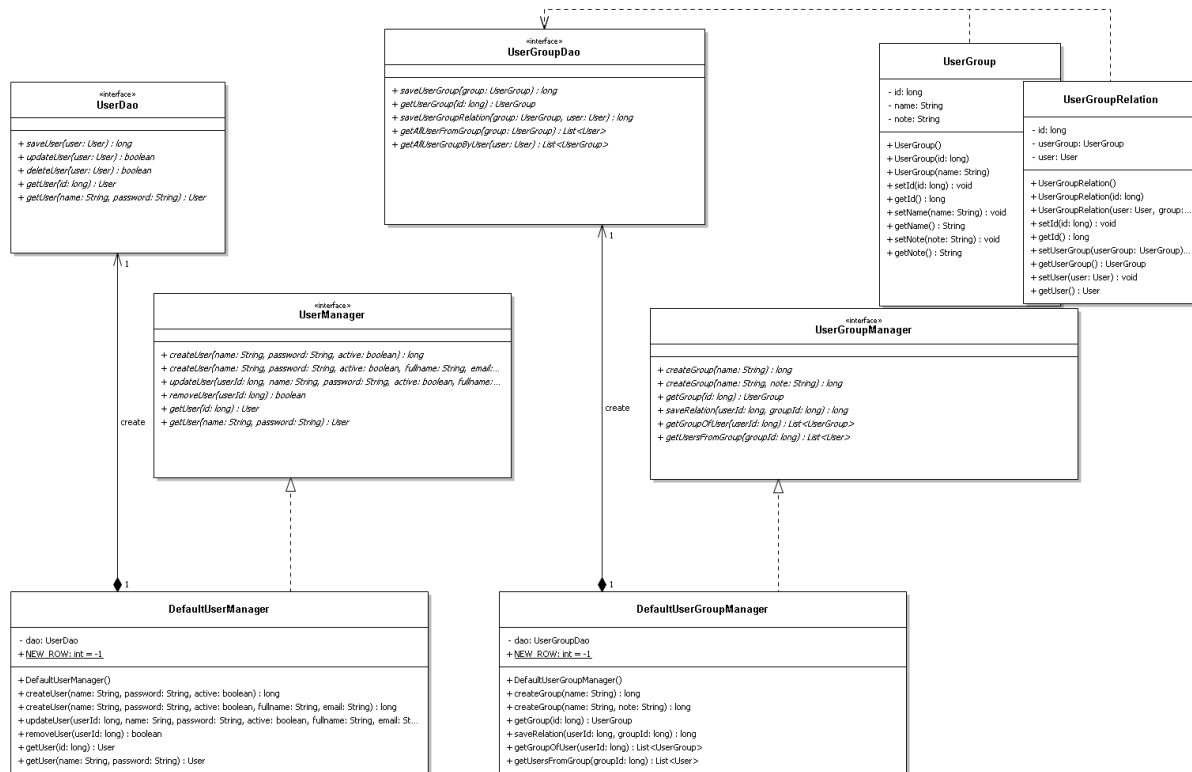 «interface»
UserGroupDao
+ saveUserGroup(group: UserGroup) : long
+ getUserGroup(id: long) : UserGroup
+ saveUserGroupRelation(group: UserGroup, user: User) : long
+ getAllUserFromGroup(group: UserGroup) : List<User>
+ getAllUserGroupByUser(user: User) : List<UserGroup>
UserGroup
- id: long
- name: String
- note: String
+ UserGroup()
+ UserGroup(id: long)
+ UserGroup(name: String)
+ setId(id: long) : void
+ getId() : long
+ setName(name: String) : void
+ getName() : String
+ setNote(note: String) : void
+ getNote() : String
UserGroupRelation
- id: long
- userGroup: UserGroup
- user: User
+ UserGroupRelation()
+ UserGroupRelation(id: long)
+ UserGroupRelation(user: User, group:...
+ setId(id: long) : void
+ getId() : long
+ setUserGroup(userGroup: UserGroup)...
+ getUserGroup() : UserGroup
+ setUser(user: User) : void
+ getUser() : User
«interface»
UserDao
+ saveUser(user: User) : long
+ updateUser(user: User) : boolean
+ deleteUser(user: User) : boolean
+ getUser(id: long) : User
+ getUser(name: String, password: String) : User
1
1
«interface»
UserManager
+ createUser(name: String, password: String, active: boolean) : long
+ createUser(name: String, password: String, active: boolean, fullname: String, email:...
+ updateUser(userId: long, name: String, password: String, active: boolean, fullname:...
+ removeUser(userId: long) : boolean
+ getUser(id: long) : User
+ getUser(name: String, password: String) : User
«interface»
UserGroupManager
+ createGroup(name: String) : long
+ createGroup(name: String, note: String) : long
+ getGroup(id: long) : UserGroup
+ saveRelation(userId: long, groupId: long) : long
+ getGroupOfUser(userId: long) : List<UserGroup>
+ getUsersFromGroup(groupId: long) : List<User>
create
create
1
1
DefaultUserManager
- dao: UserDao
+ NEW_ROW: int = -1
+ DefaultUserManager()
+ createUser(name: String, password: String, active: boolean) : long
+ createUser(name: String, password: String, active: boolean, fullname: String, email: String) : long
+ updateUser(userId: long, name: Sring, password: String, active: boolean, fullname: String, email: St...
+ removeUser(userId: long) : boolean
+ getUser(id: long) : User
+ getUser(name: String, password: String) : User
DefaultUserGroupManager
- dao: UserGroupDao
+ NEW_ROW: int = -1
+ DefaultUserGroupManager()
+ createGroup(name: String) : long
+ createGroup(name: String, note: String) : long
+ getGroup(id: long) : UserGroup
+ saveRelation(userId: long, groupId: long) : long
+ getGroupOfUser(userId: long) : List<UserGroup>
+ getUsersFromGroup(groupId: long) : List<User>